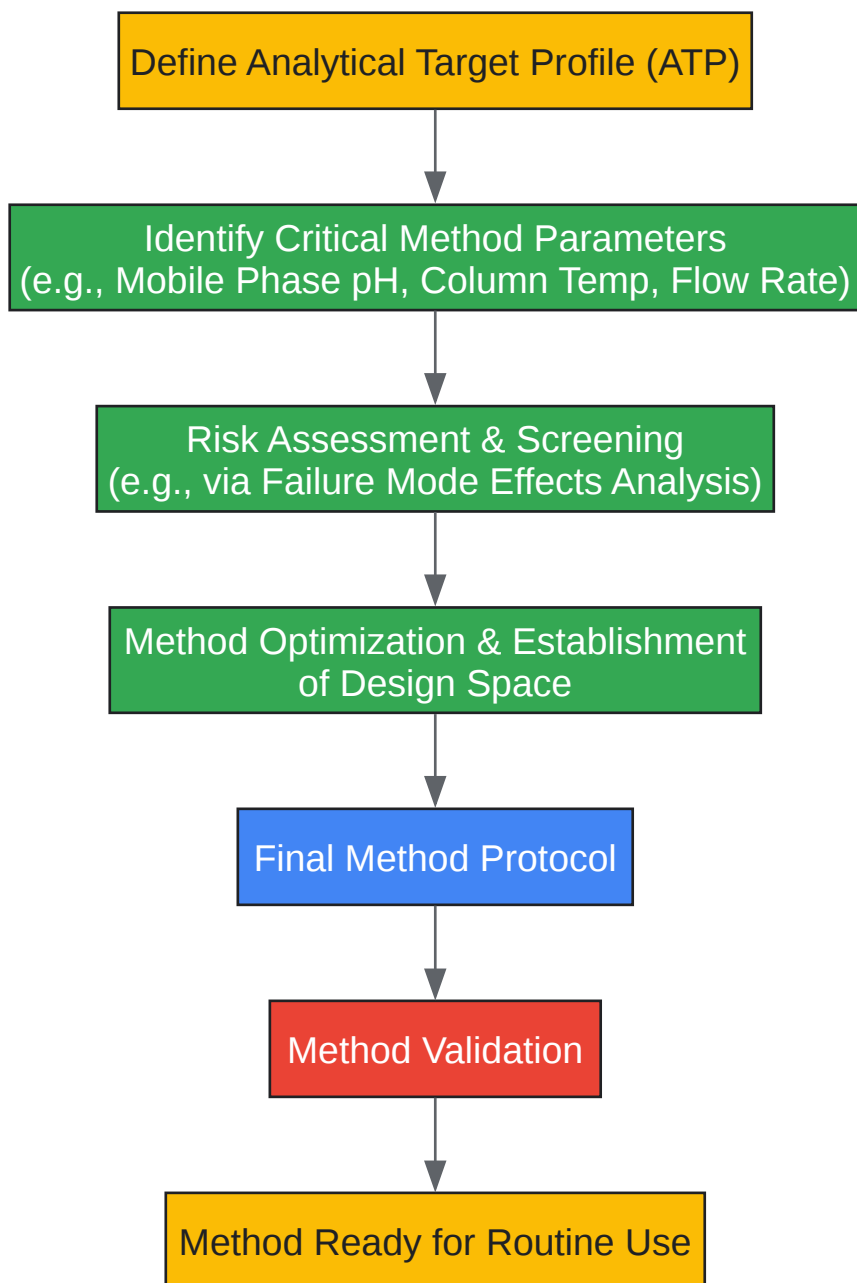 Define Analytical Target Profile (ATP)
Identify Critical Method Parameters
(e.g., Mobile Phase pH, Column Temp, Flow Rate)
Risk Assessment & Screening
(e.g., via Failure Mode Effects Analysis)
Method Optimization & Establishment
of Design Space
Final Method Protocol
Method Validation
Method Ready for Routine Use